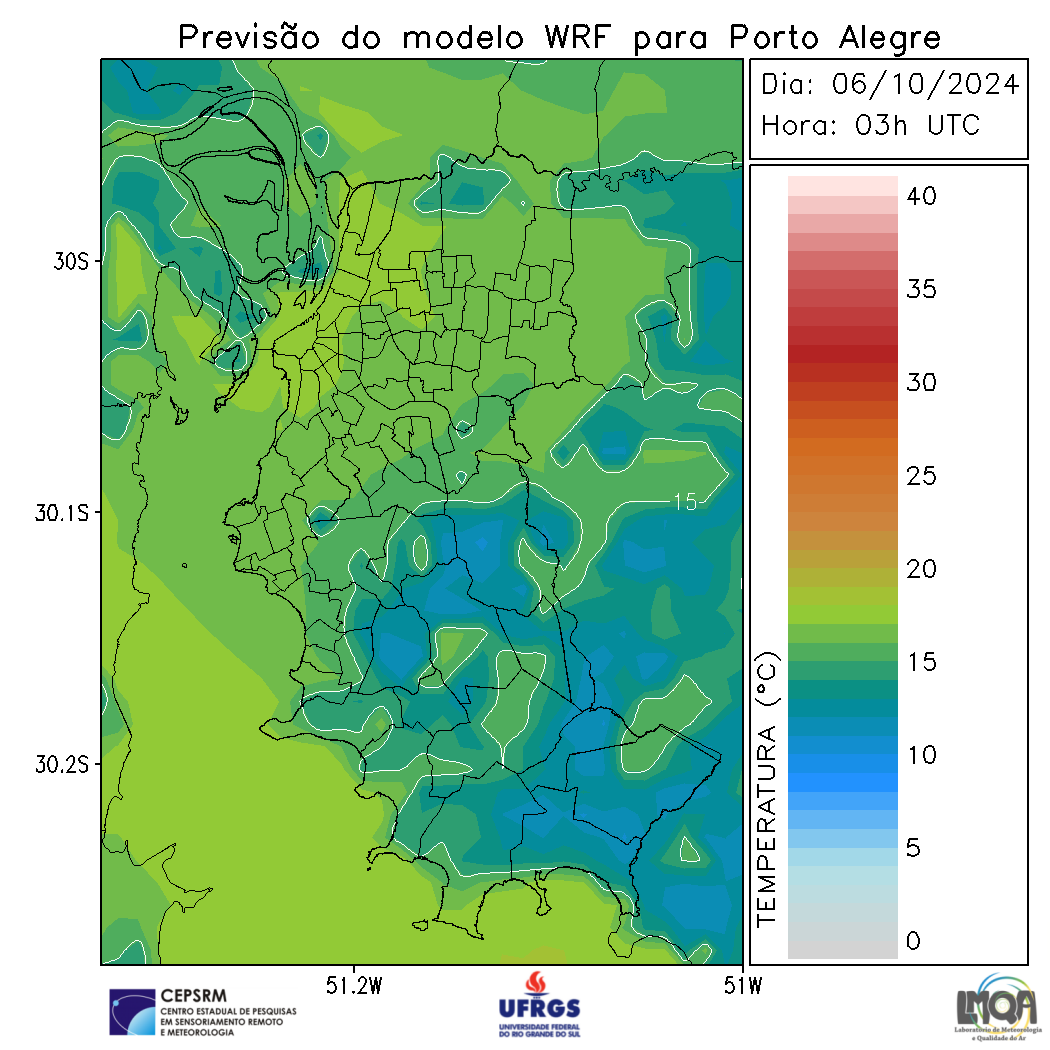 Previsão do modelo WRF para Porto Alegre
Dia: 06/10/2024
Hora: 03h UTC
40
35
30
25
20
15
10
5
0
TEMPERATURA (°C)
30S
30.1S
30.2S
15
51.2W
51W
CEPSRM
CENTRO ESTADUAL DE PESQUISAS
EM SENSORIAMENTO REMOTO
E METEOROLOGIA
UFRGS
UNIVERSIDADE FEDERAL
DO RIO GRANDE DO SUL
LMQA
Laboratório de Meteorologia
e Qualidade do Ar